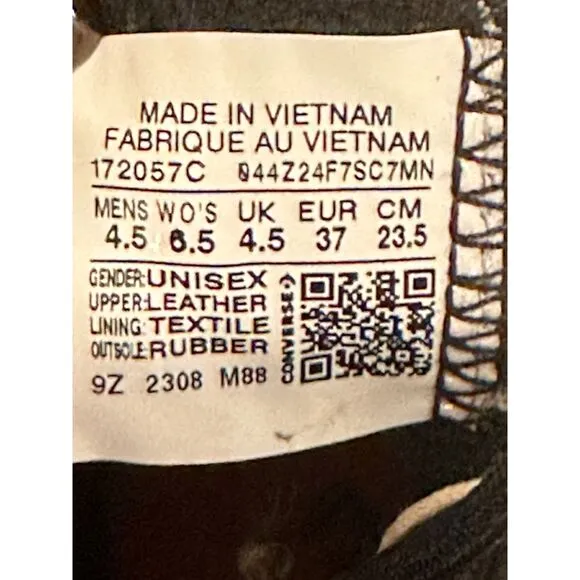 MADE IN VIETNAM
FABRIQUE AU VIETNAM
172057C 044Z24F7SC7MN
MENS WO'S UK EUR CM
4.5 6.5 4.5 37 23.5
GENDER:UNISEX
UPPER:LEATHER
LINING: TEXTILE
OUTSOLE:RUBBER
CONVERSE
9Z 2308 M88